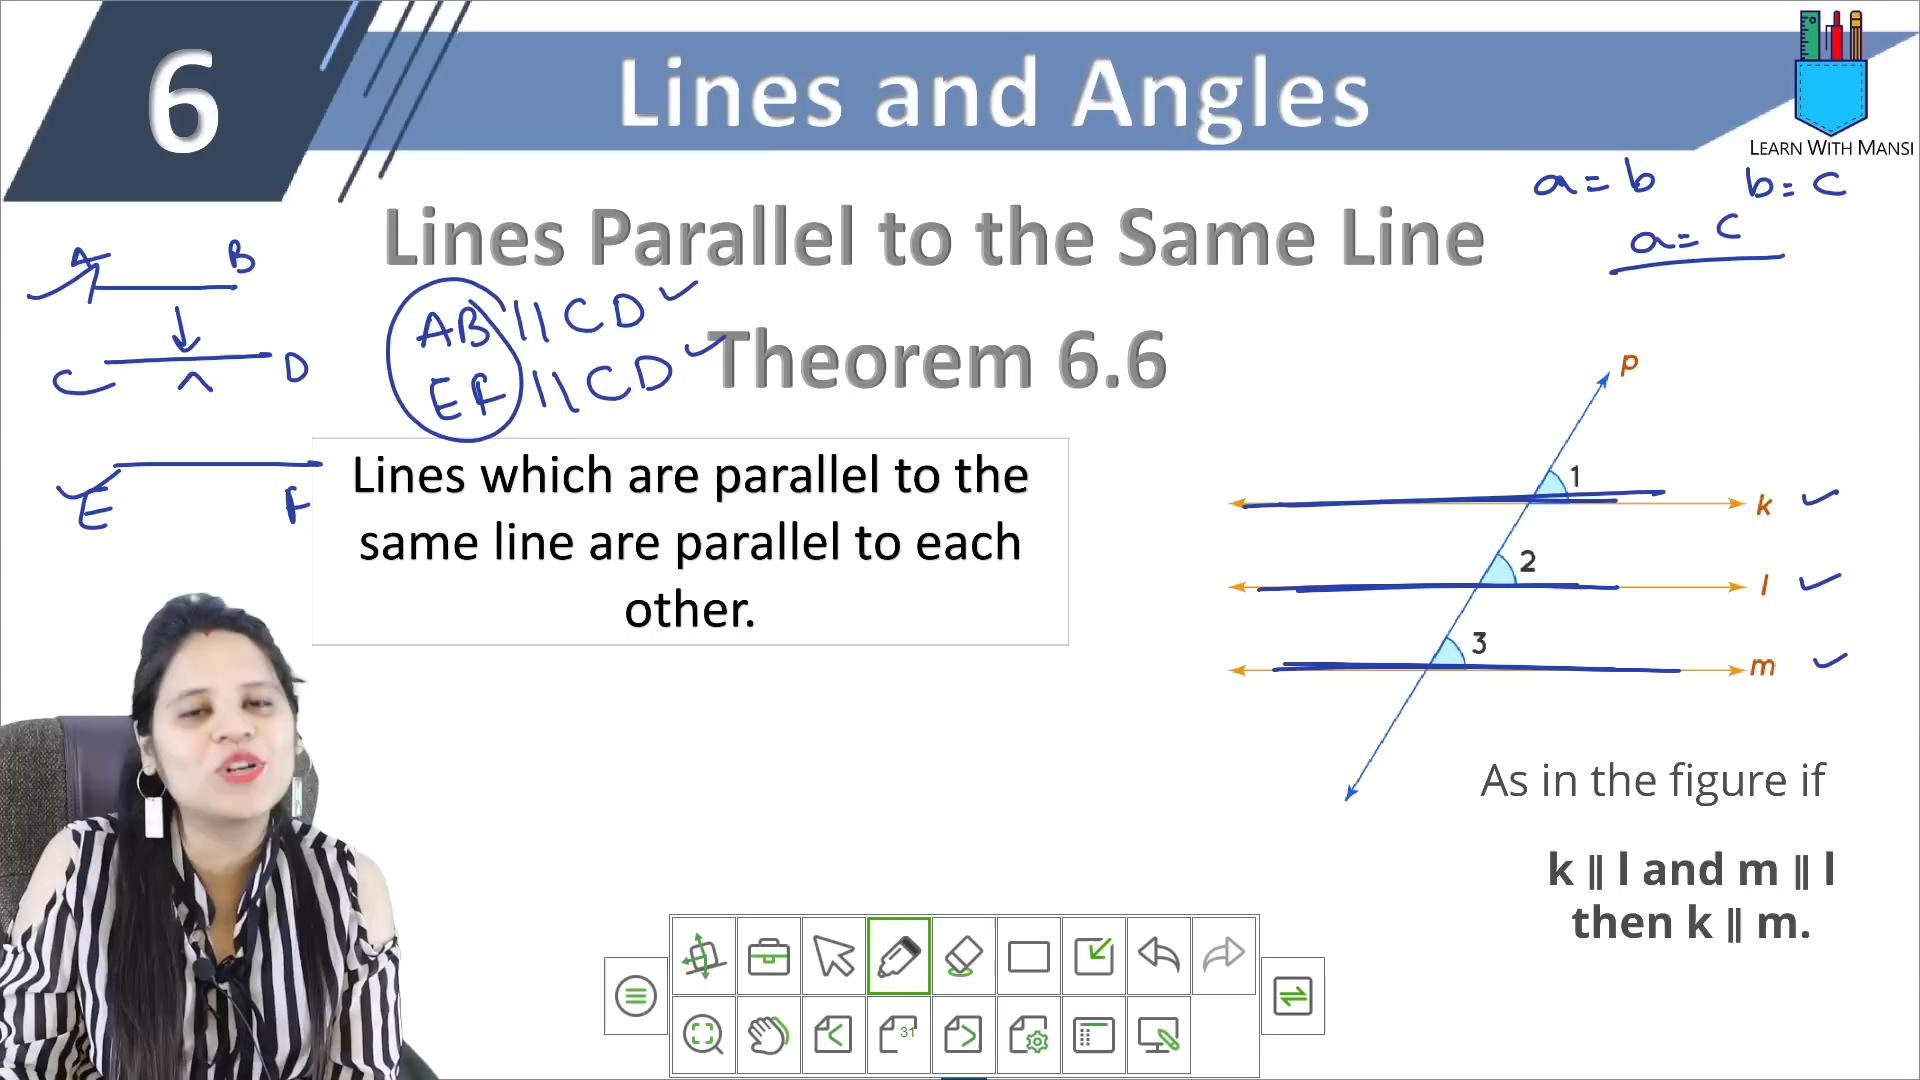 6
Lines and Angles
LEARN WITH MANSI
a = b b = c
a = c
Lines Parallel to the Same Line
Theorem 6.6
A B
C D
E F
AB || CD ✓
EF || CD ✓
Lines which are parallel to the
same line are parallel to each
other.
p
1
k ✓
2
l ✓
3
m ✓
As in the figure if
k ∥ l and m ∥ l
then k ∥ m.
31